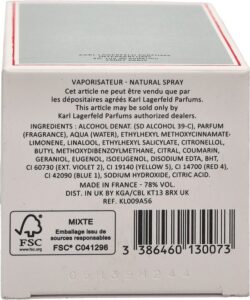 KARL LAGERFELD PARFUMS
VAPORISATEUR - NATURAL SPRAY
Cet article ne peut être vendu que par
les dépositaires agréés Karl Lagerfeld Parfums.
This article may be sold only by
Karl Lagerfeld Parfums authorized dealers.
INGREDIENTS: ALCOHOL DENAT. (SD ALCOHOL 39-C), PARFUM
(FRAGRANCE), AQUA (WATER), ETHYLHEXYL METHOXYCINNAMATE-
LIMONENE, LINALOOL, ETHYLHEXYL SALICYLATE, CITRONELLOL,
BUTYL METHOXYDIBENZOYLMETHANE, CITRAL, COUMARIN,
GERANIOL, EUGENOL, ISOEUGENOL, DISODIUM EDTA, BHT,
CI 60730 (EXT. VIOLET 2), CI 19140 (YELLOW 5), CI 14700 (RED 4),
CI 42090 (BLUE 1), SODIUM HYDROXIDE, CITRIC ACID.
MADE IN FRANCE - 78% VOL.
DIST. IN UK BY KGA/CBL KT13 8RX UK
REF. KL009A56
FSC
MIXTE
Emballage issu de
sources responsables
FSC® C041296
3 386460 130073